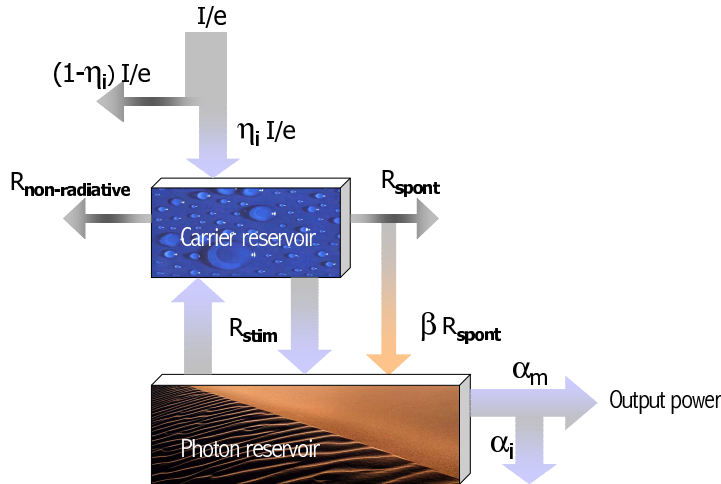 I/e
(1-ηi) I/e
ηi I/e
Rnon-radiative
Rspont
Carrier reservoir
Rstim
β Rspont
αm
Output power
αi
Photon reservoir